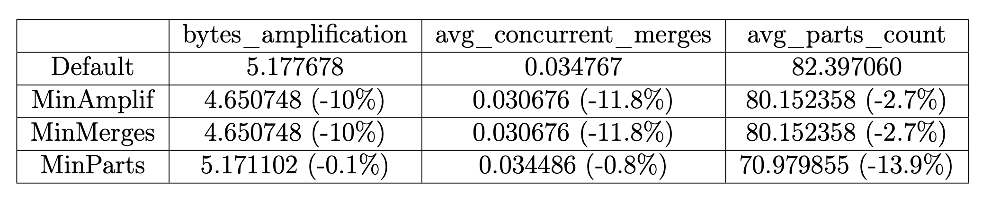 bytes_amplification avg_concurrent_merges avg_parts_count
Default 5.177678 0.034767 82.397060
MinAmplif 4.650748 (-10%) 0.030676 (-11.8%) 80.152358 (-2.7%)
MinMerges 4.650748 (-10%) 0.030676 (-11.8%) 80.152358 (-2.7%)
MinParts 5.171102 (-0.1%) 0.034486 (-0.8%) 70.979855 (-13.9%)